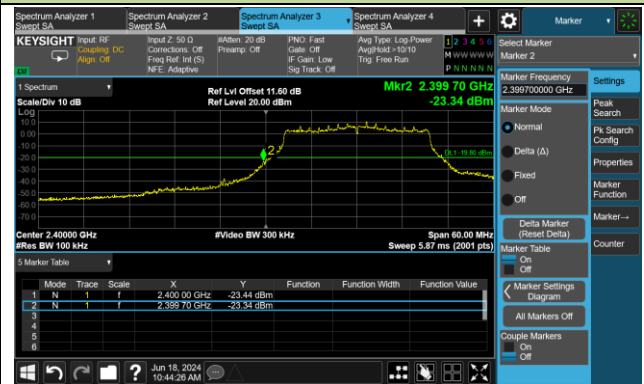 Spectrum Analyzer 1 Swept SA
Spectrum Analyzer 2 Swept SA
Spectrum Analyzer 3 Swept SA
Spectrum Analyzer 4 Swept SA
Marker
KEYSIGHT
Input: RF
Coupling: DC
Align: Off
Input Z: 50 Ω
Corrections: Off
Freq Ref: Int (S)
NFE: Adaptive
#Atten: 20 dB
Preamp: Off
PNO: Fast
Gate: Off
IF Gain: Low
Sig Track: Off
Avg Type: Log-Power
Avg|Hold:>10/10
Trig: Free Run
1 2 3 4 5 6
M W W W W W
P N N N N N
Select Marker
Marker 2
1 Spectrum
Scale/Div 10 dB
Ref Lvl Offset 11.60 dB
Ref Level 20.00 dBm
Mkr2 2.399 70 GHz
-23.34 dBm
Log
10.0
0.00
-10.0
-20.0
-30.0
-40.0
-50.0
-60.0
-70.0
2
Center 2.40000 GHz
#Res BW 100 kHz
#Video BW 300 kHz
Span 60.00 MHz
Sweep 5.87 ms (2001 pts)
5 Marker Table
Mode Trace Scale X Y Function Function Width Function Value
1 N 1 f 2.400 00 GHz -23.44 dBm
2 N 1 f 2.399 70 GHz -23.34 dBm
3
4
5
6
Marker Frequency
2.399700000 GHz
Marker Mode
Normal
Delta (Δ)
Fixed
Off
Delta Marker
(Reset Delta)
Marker Table
On
Off
Marker Settings
Diagram
All Markers Off
Couple Markers
On
Off
Settings
Peak Search
Pk Search Config
Properties
Marker Function
Marker→
Counter
Jun 18, 2024
10:44:26 AM